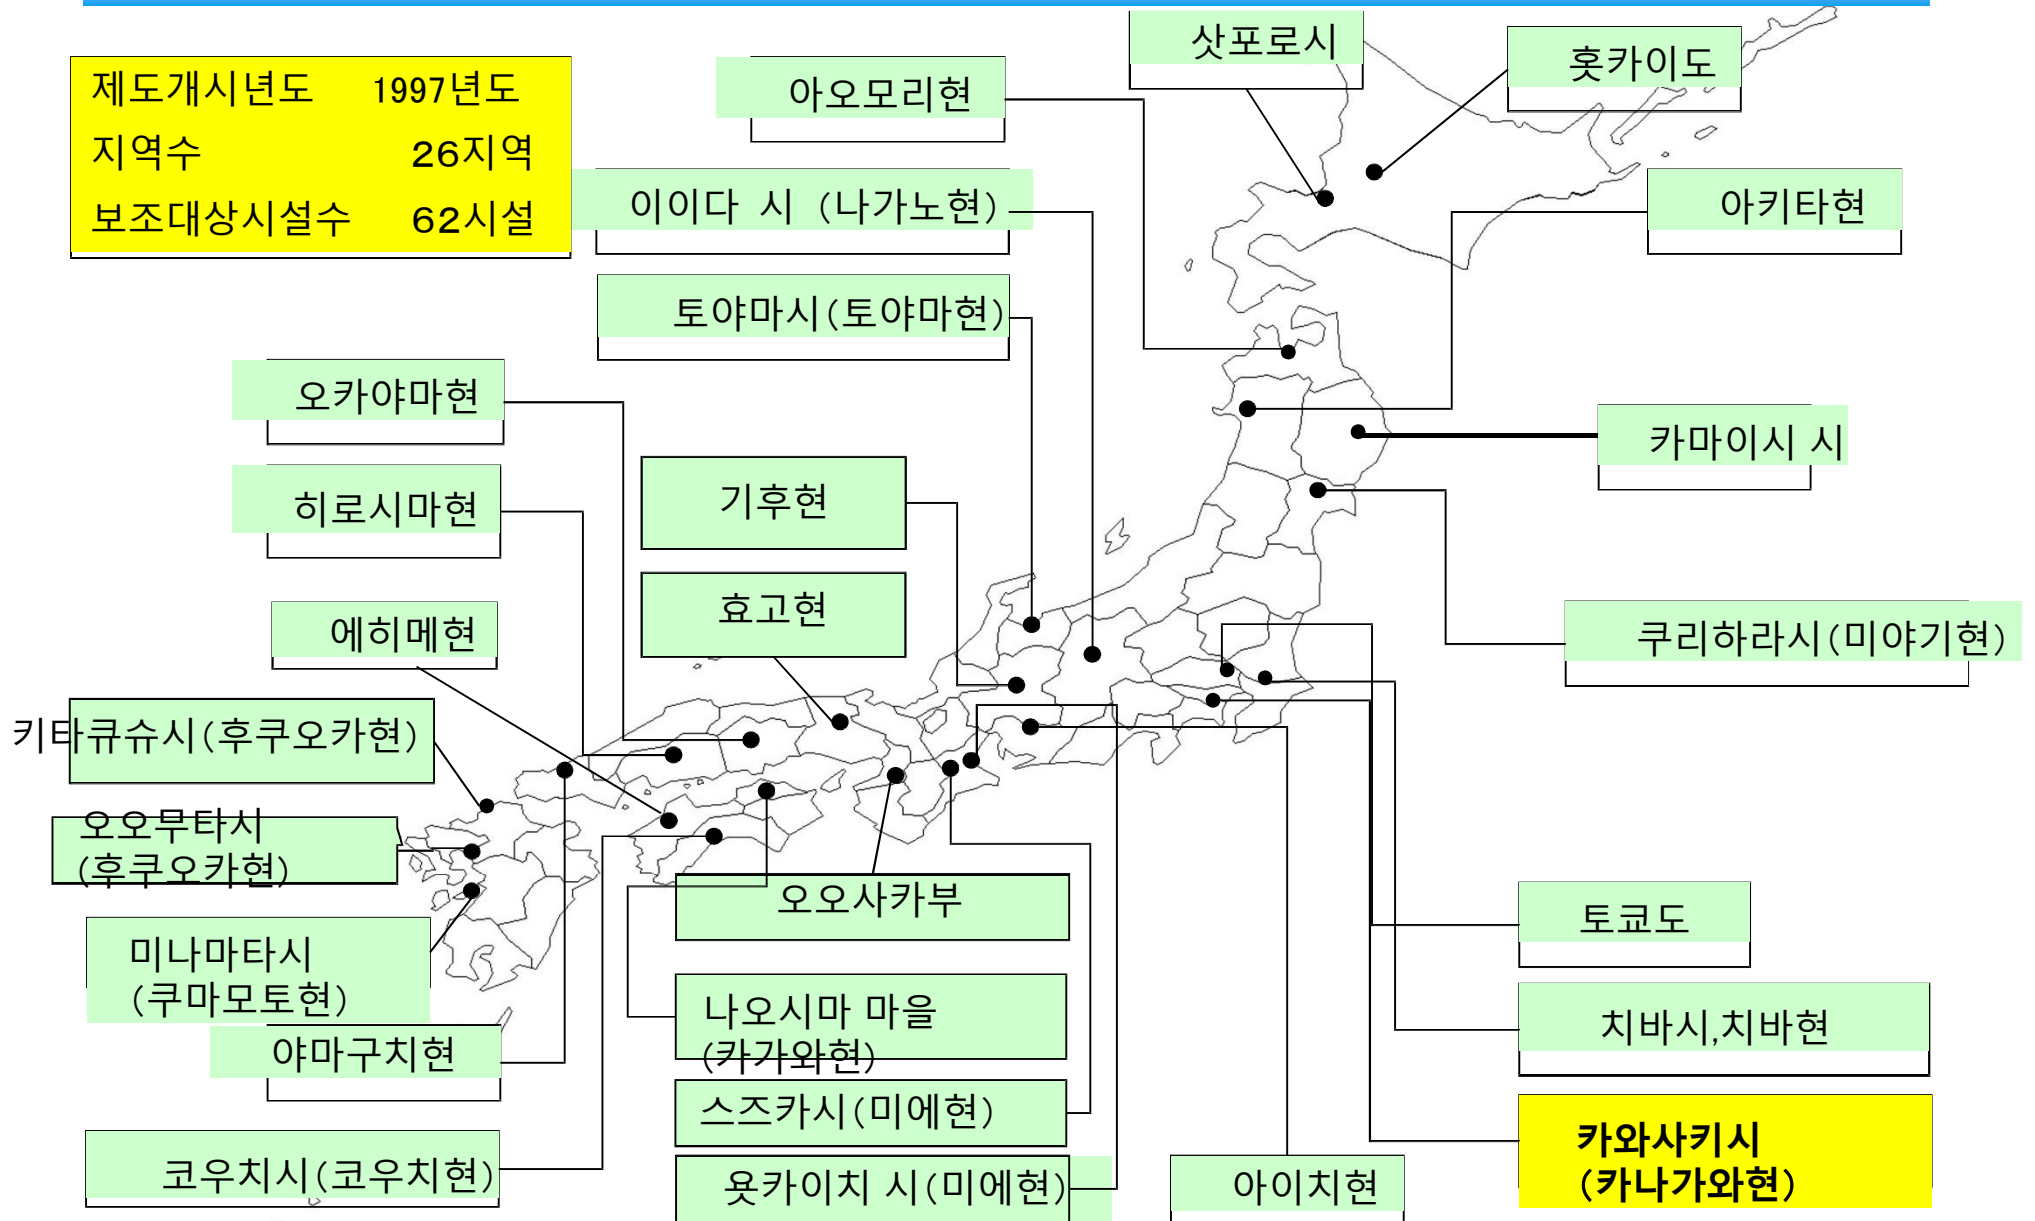 제도개시년도 1997년도
지역수 26지역
보조대상시설수 62시설
삿포로시
홋카이도
아오모리현
이이다 시 (나가노현)
아키타현
토야마시(토야마현)
오카야마현
카마이시 시
히로시마현
기후현
효고현
에히메현
쿠리하라시(미야기현)
키타큐슈시(후쿠오카현)
오오무타시
(후쿠오카현)
오오사카부
토쿄도
미나마타시
(쿠마모토현)
나오시마 마을
(카가와현)
치바시,치바현
야마구치현
스즈카시(미에현)
카와사키시
(카나가와현)
코우치시(코우치현)
욧카이치 시(미에현)
아이치현